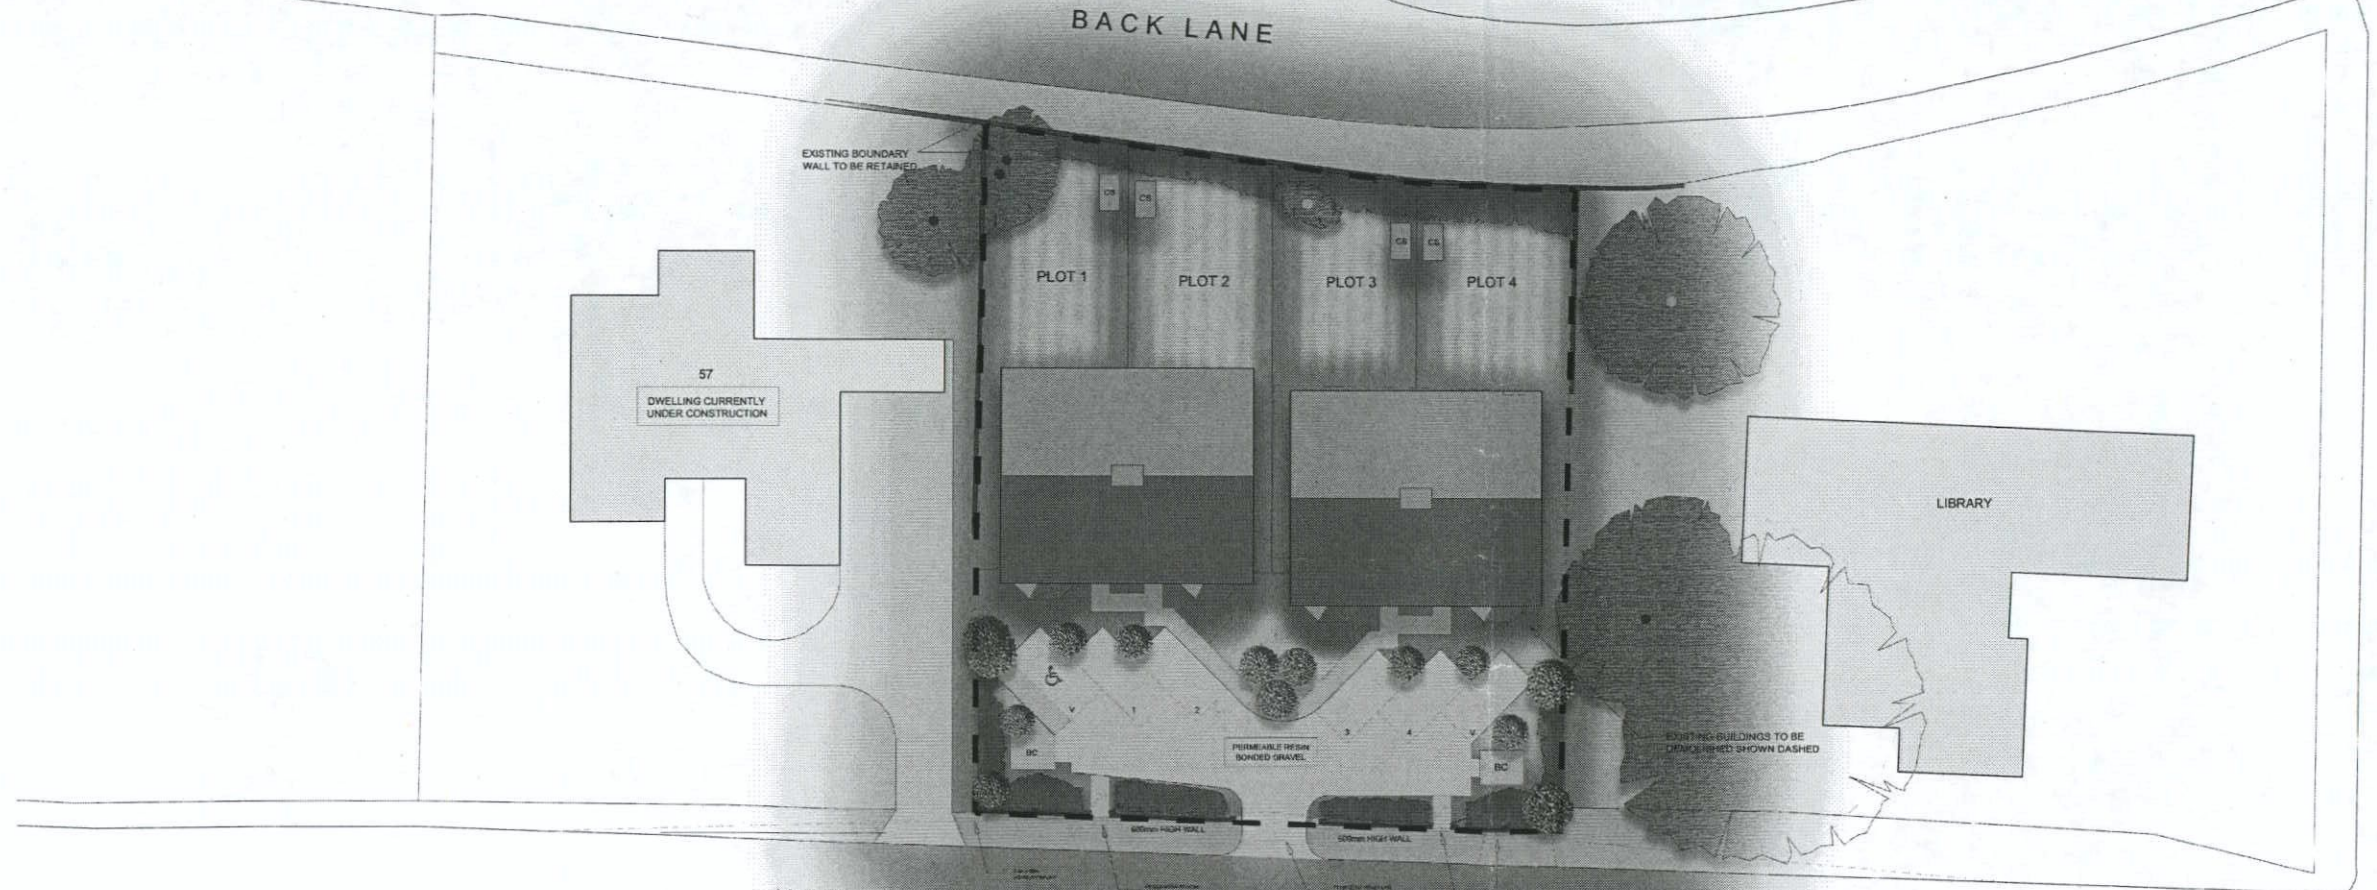 BACK LANE
EXISTING BOUNDARY
WALL TO BE RETAINED
CS
CS
CS
CS
PLOT 1
PLOT 2
PLOT 3
PLOT 4
57
DWELLING CURRENTLY
UNDER CONSTRUCTION
LIBRARY
V
1
2
3
4
V
BC
PERMEABLE RESIN
BONDED GRAVEL
BC
EXISTING BUILDINGS TO BE
DEMOLISHED SHOWN DASHED
600mm HIGH WALL
600mm HIGH WALL